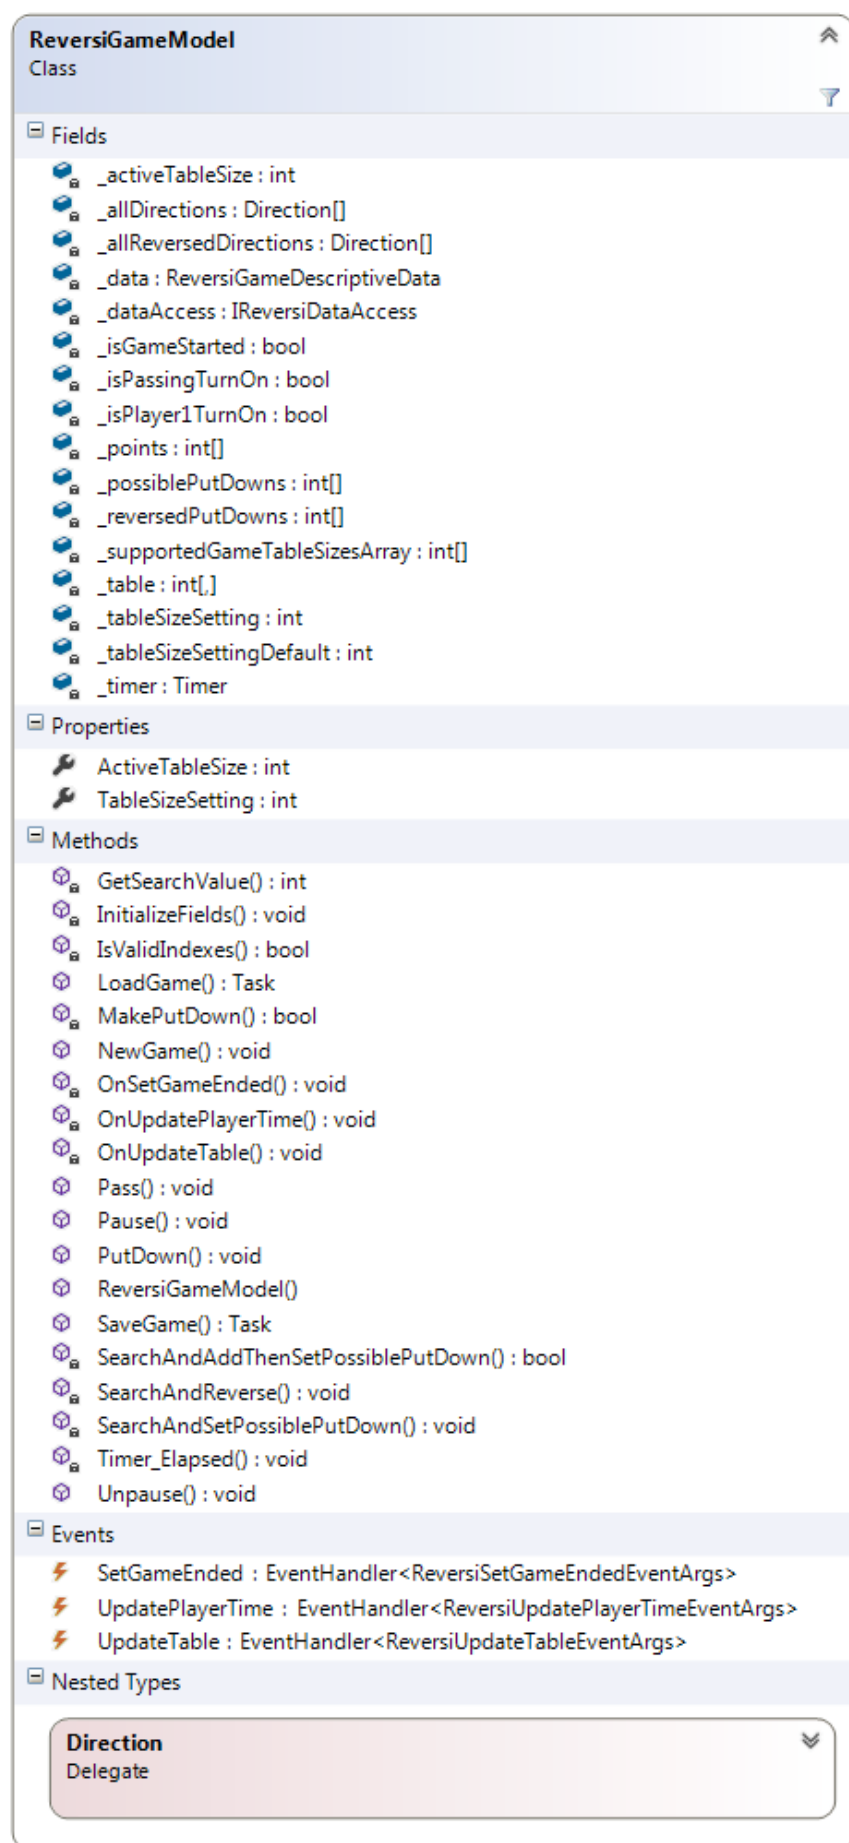 ReversiGameModel
Class
Fields
_activeTableSize : int
_allDirections : Direction[]
_allReversedDirections : Direction[]
_data : ReversiGameDescriptiveData
_dataAccess : IReversiDataAccess
_isGameStarted : bool
_isPassingTurnOn : bool
_isPlayer1TurnOn : bool
_points : int[]
_possiblePutDowns : int[]
_reversedPutDowns : int[]
_supportedGameTableSizesArray : int[]
_table : int[,]
_tableSizeSetting : int
_tableSizeSettingDefault : int
_timer : Timer
Properties
ActiveTableSize : int
TableSizeSetting : int
Methods
GetSearchValue() : int
InitializeFields() : void
IsValidIndexes() : bool
LoadGame() : Task
MakePutDown() : bool
NewGame() : void
OnSetGameEnded() : void
OnUpdatePlayerTime() : void
OnUpdateTable() : void
Pass() : void
Pause() : void
PutDown() : void
ReversiGameModel()
SaveGame() : Task
SearchAndAddThenSetPossiblePutDown() : bool
SearchAndReverse() : void
SearchAndSetPossiblePutDown() : void
Timer_Elapsed() : void
Unpause() : void
Events
SetGameEnded : EventHandler<ReversiSetGameEndedEventArgs>
UpdatePlayerTime : EventHandler<ReversiUpdatePlayerTimeEventArgs>
UpdateTable : EventHandler<ReversiUpdateTableEventArgs>
Nested Types
Direction
Delegate